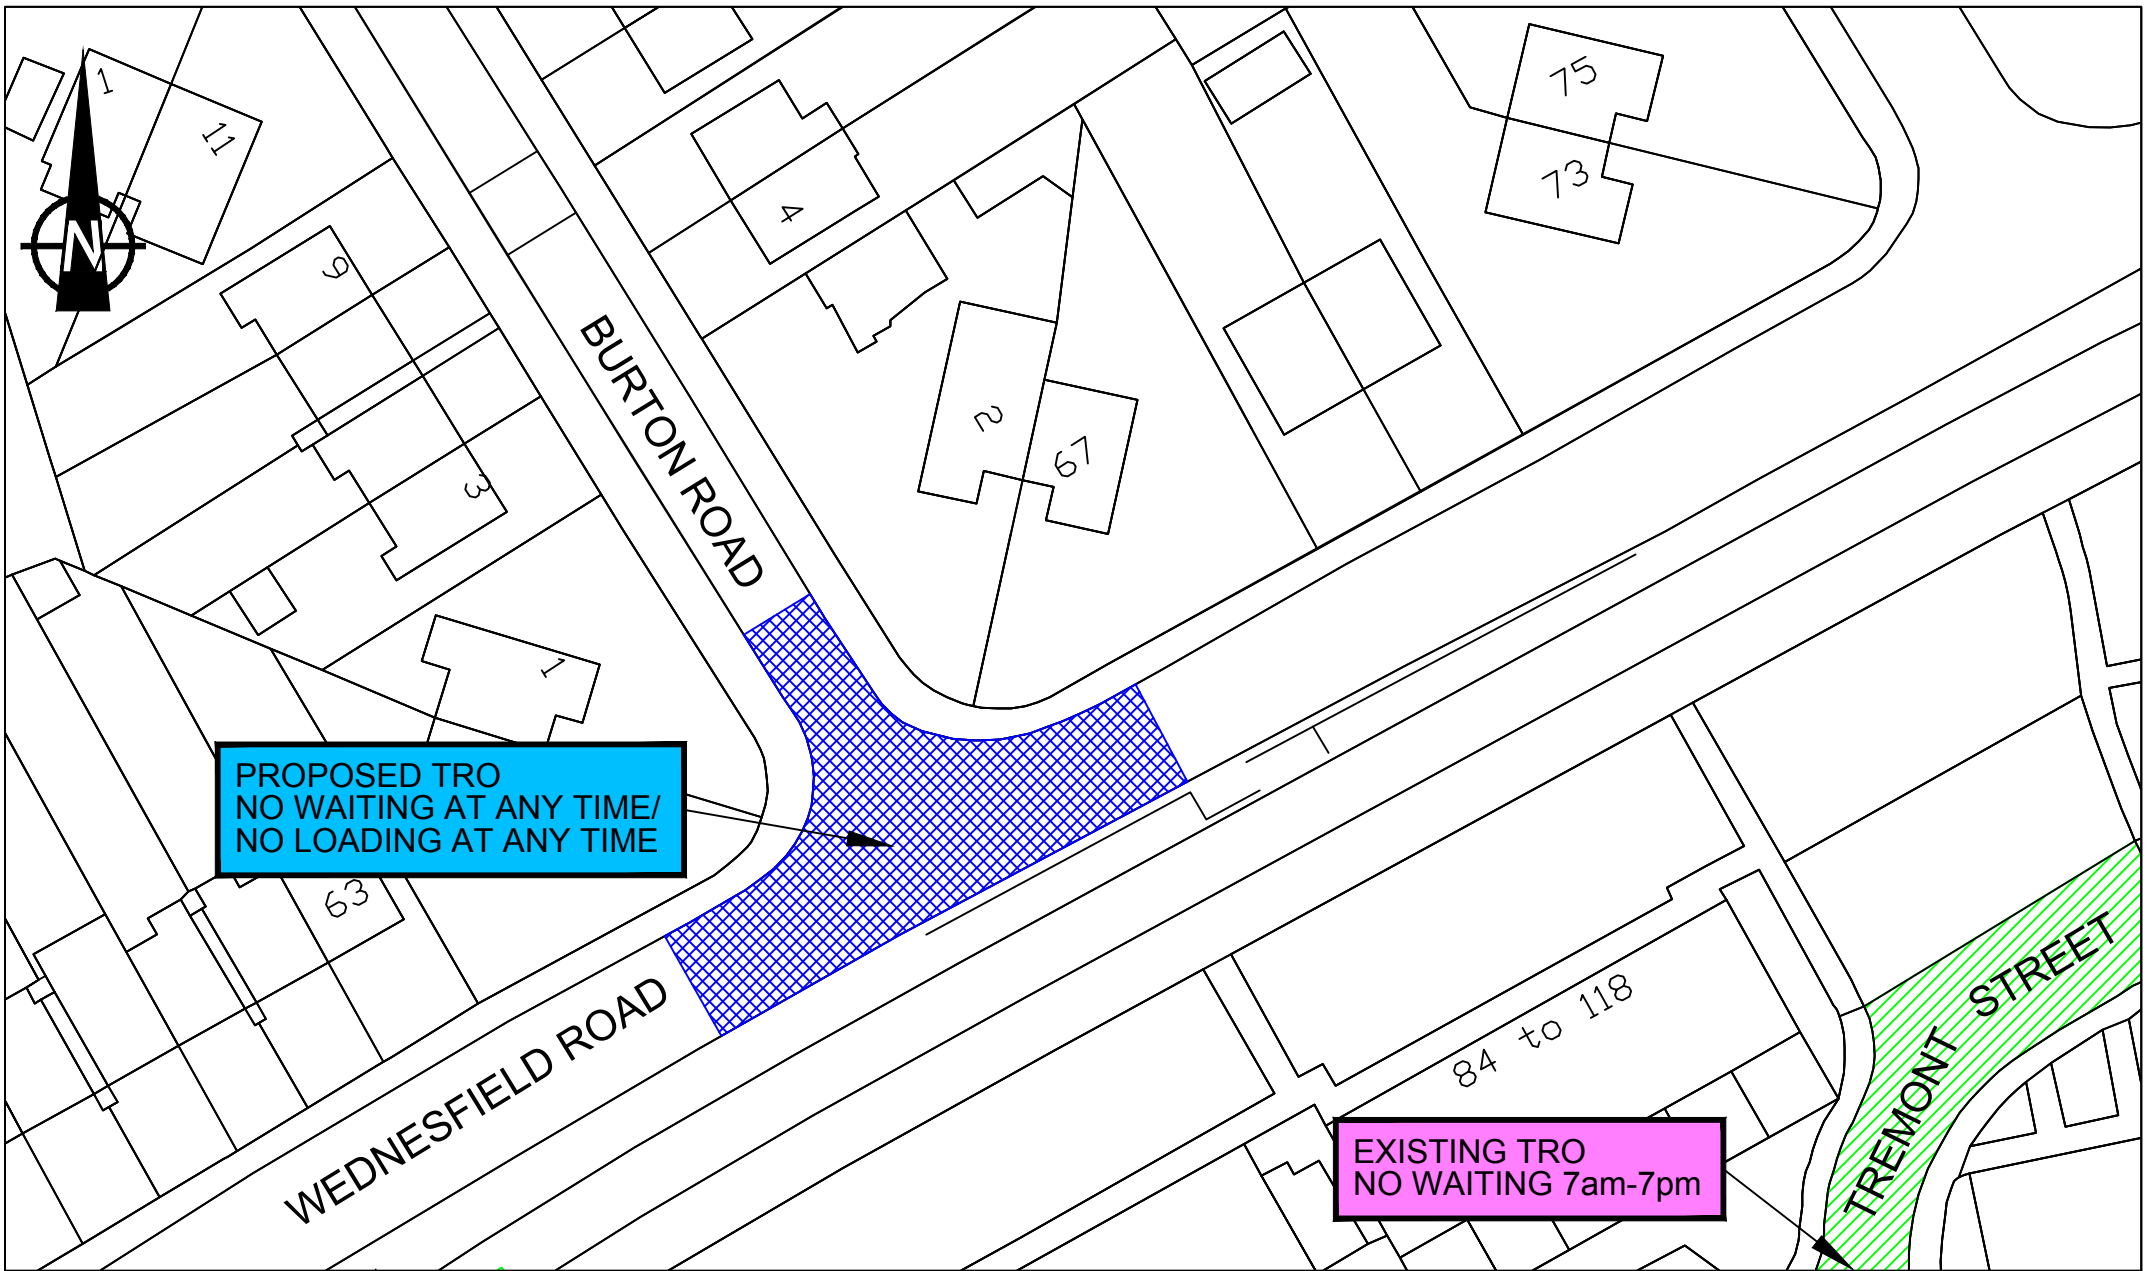 1
11
N
9
4
75
73
BURTON ROAD
2
67
3
1
PROPOSED TRO
NO WAITING AT ANY TIME/
NO LOADING AT ANY TIME
63
WEDNESFIELD ROAD
84 to 118
TREMONT STREET
EXISTING TRO
NO WAITING 7am-7pm